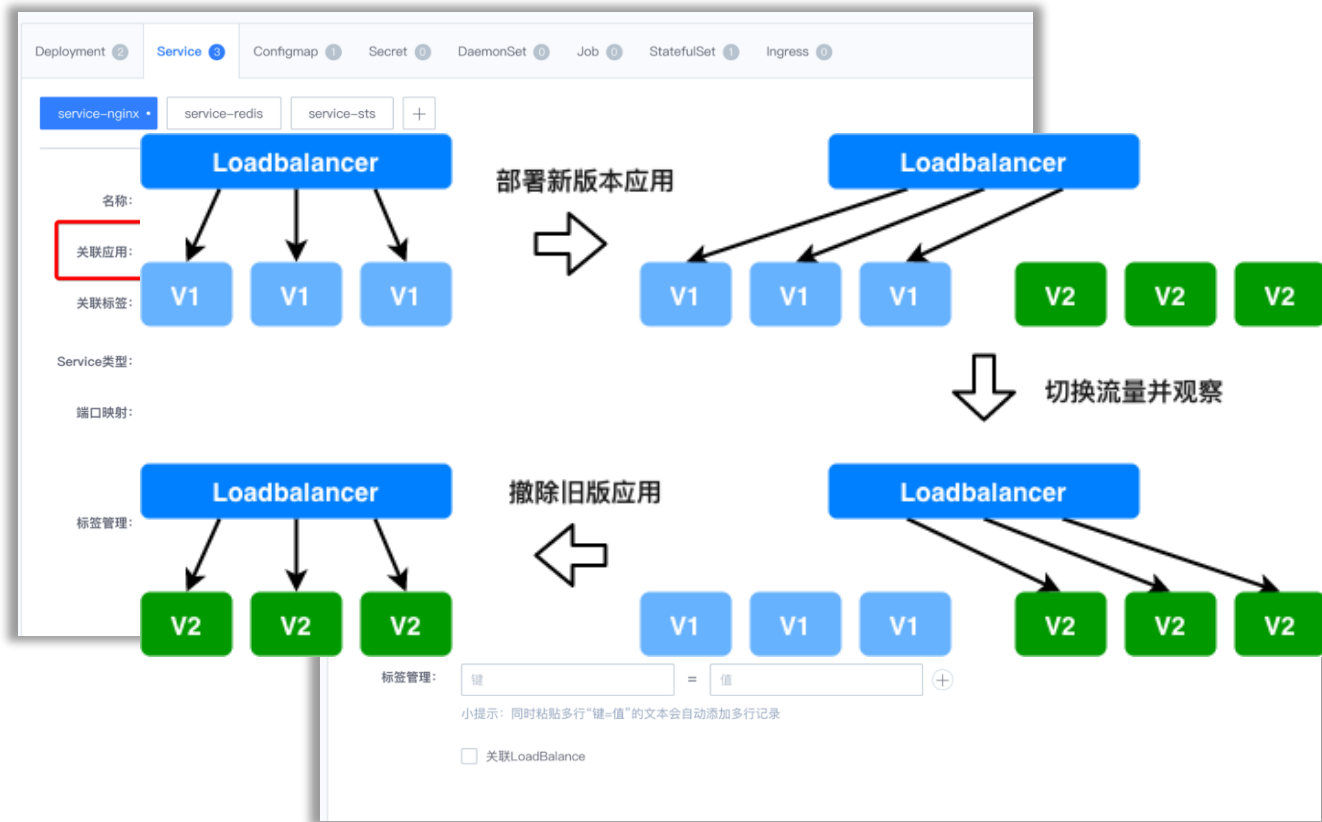 Deployment 2 Service 3 Configmap 1 Secret 0 DaemonSet 0 Job 0 StatefulSet 1 Ingress 0
service-nginx • service-redis service-sts +
Loadbalancer
部署新版本应用
Loadbalancer
名称:
关联应用:
关联标签:
V1 V1 V1
V1 V1 V1 V2 V2 V2
Service类型:
切换流量并观察
端口映射:
Loadbalancer
撤除旧版应用
Loadbalancer
标签管理:
V2 V2 V2
V1 V1 V1 V2 V2 V2
标签管理: 键 = 值 +
小提示: 同时粘贴多行“键=值”的文本会自动添加多行记录
关联LoadBalance